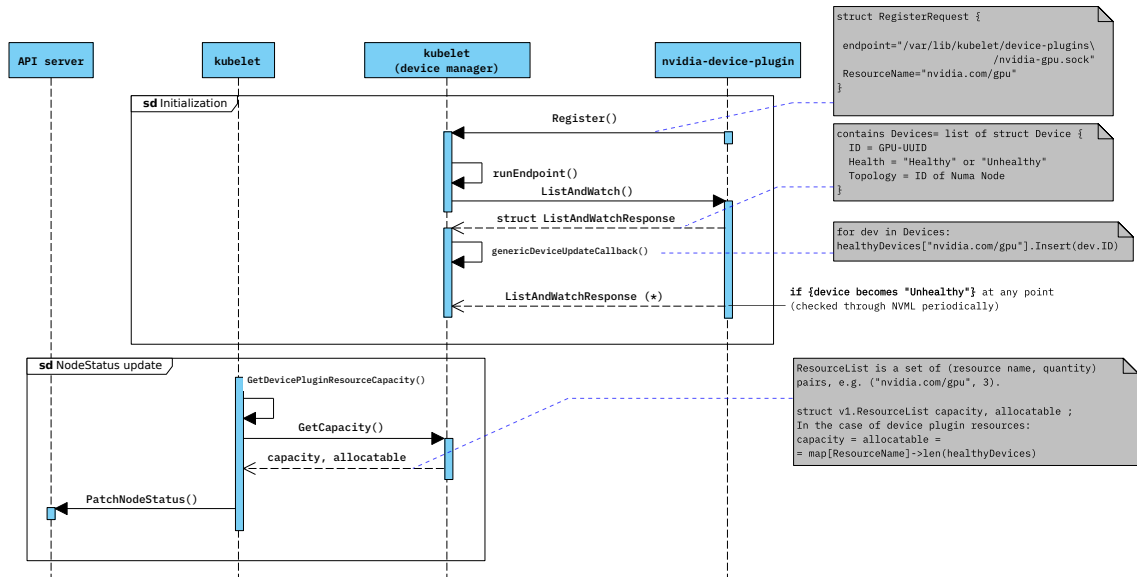 struct RegisterRequest {
endpoint="/var/lib/kubelet/device-plugins\
/nvidia-gpu.sock"
ResourceName="nvidia.com/gpu"
}
API server
kubelet
kubelet
(device manager)
nvidia-device-plugin
sd Initialization
Register()
contains Devices= list of struct Device {
ID = GPU-UUID
Health = "Healthy" or "Unhealthy"
Topology = ID of Numa Node
}
runEndpoint()
ListAndWatch()
struct ListAndWatchResponse
for dev in Devices:
healthyDevices["nvidia.com/gpu"].Insert(dev.ID)
genericDeviceUpdateCallback()
ListAndWatchResponse (*)
if {device becomes "Unhealthy"} at any point
(checked through NVML periodically)
sd NodeStatus update
GetDevicePluginResourceCapacity()
ResourceList is a set of (resource name, quantity)
pairs, e.g. ("nvidia.com/gpu", 3).
struct v1.ResourceList capacity, allocatable ;
In the case of device plugin resources:
capacity = allocatable =
= map[ResourceName]->len(healthyDevices)
GetCapacity()
capacity, allocatable
PatchNodeStatus()